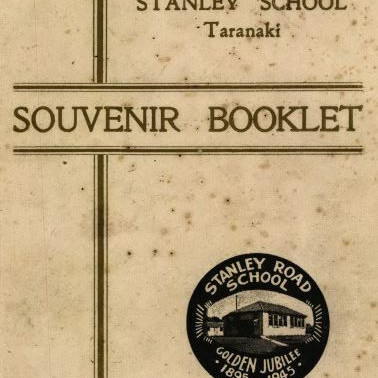 STANLEY SCHOOL
Taranaki
SOUVENIR BOOKLET
STANLEY ROAD
SCHOOL
GOLDEN JUBILEE
· 1895 1945 ·